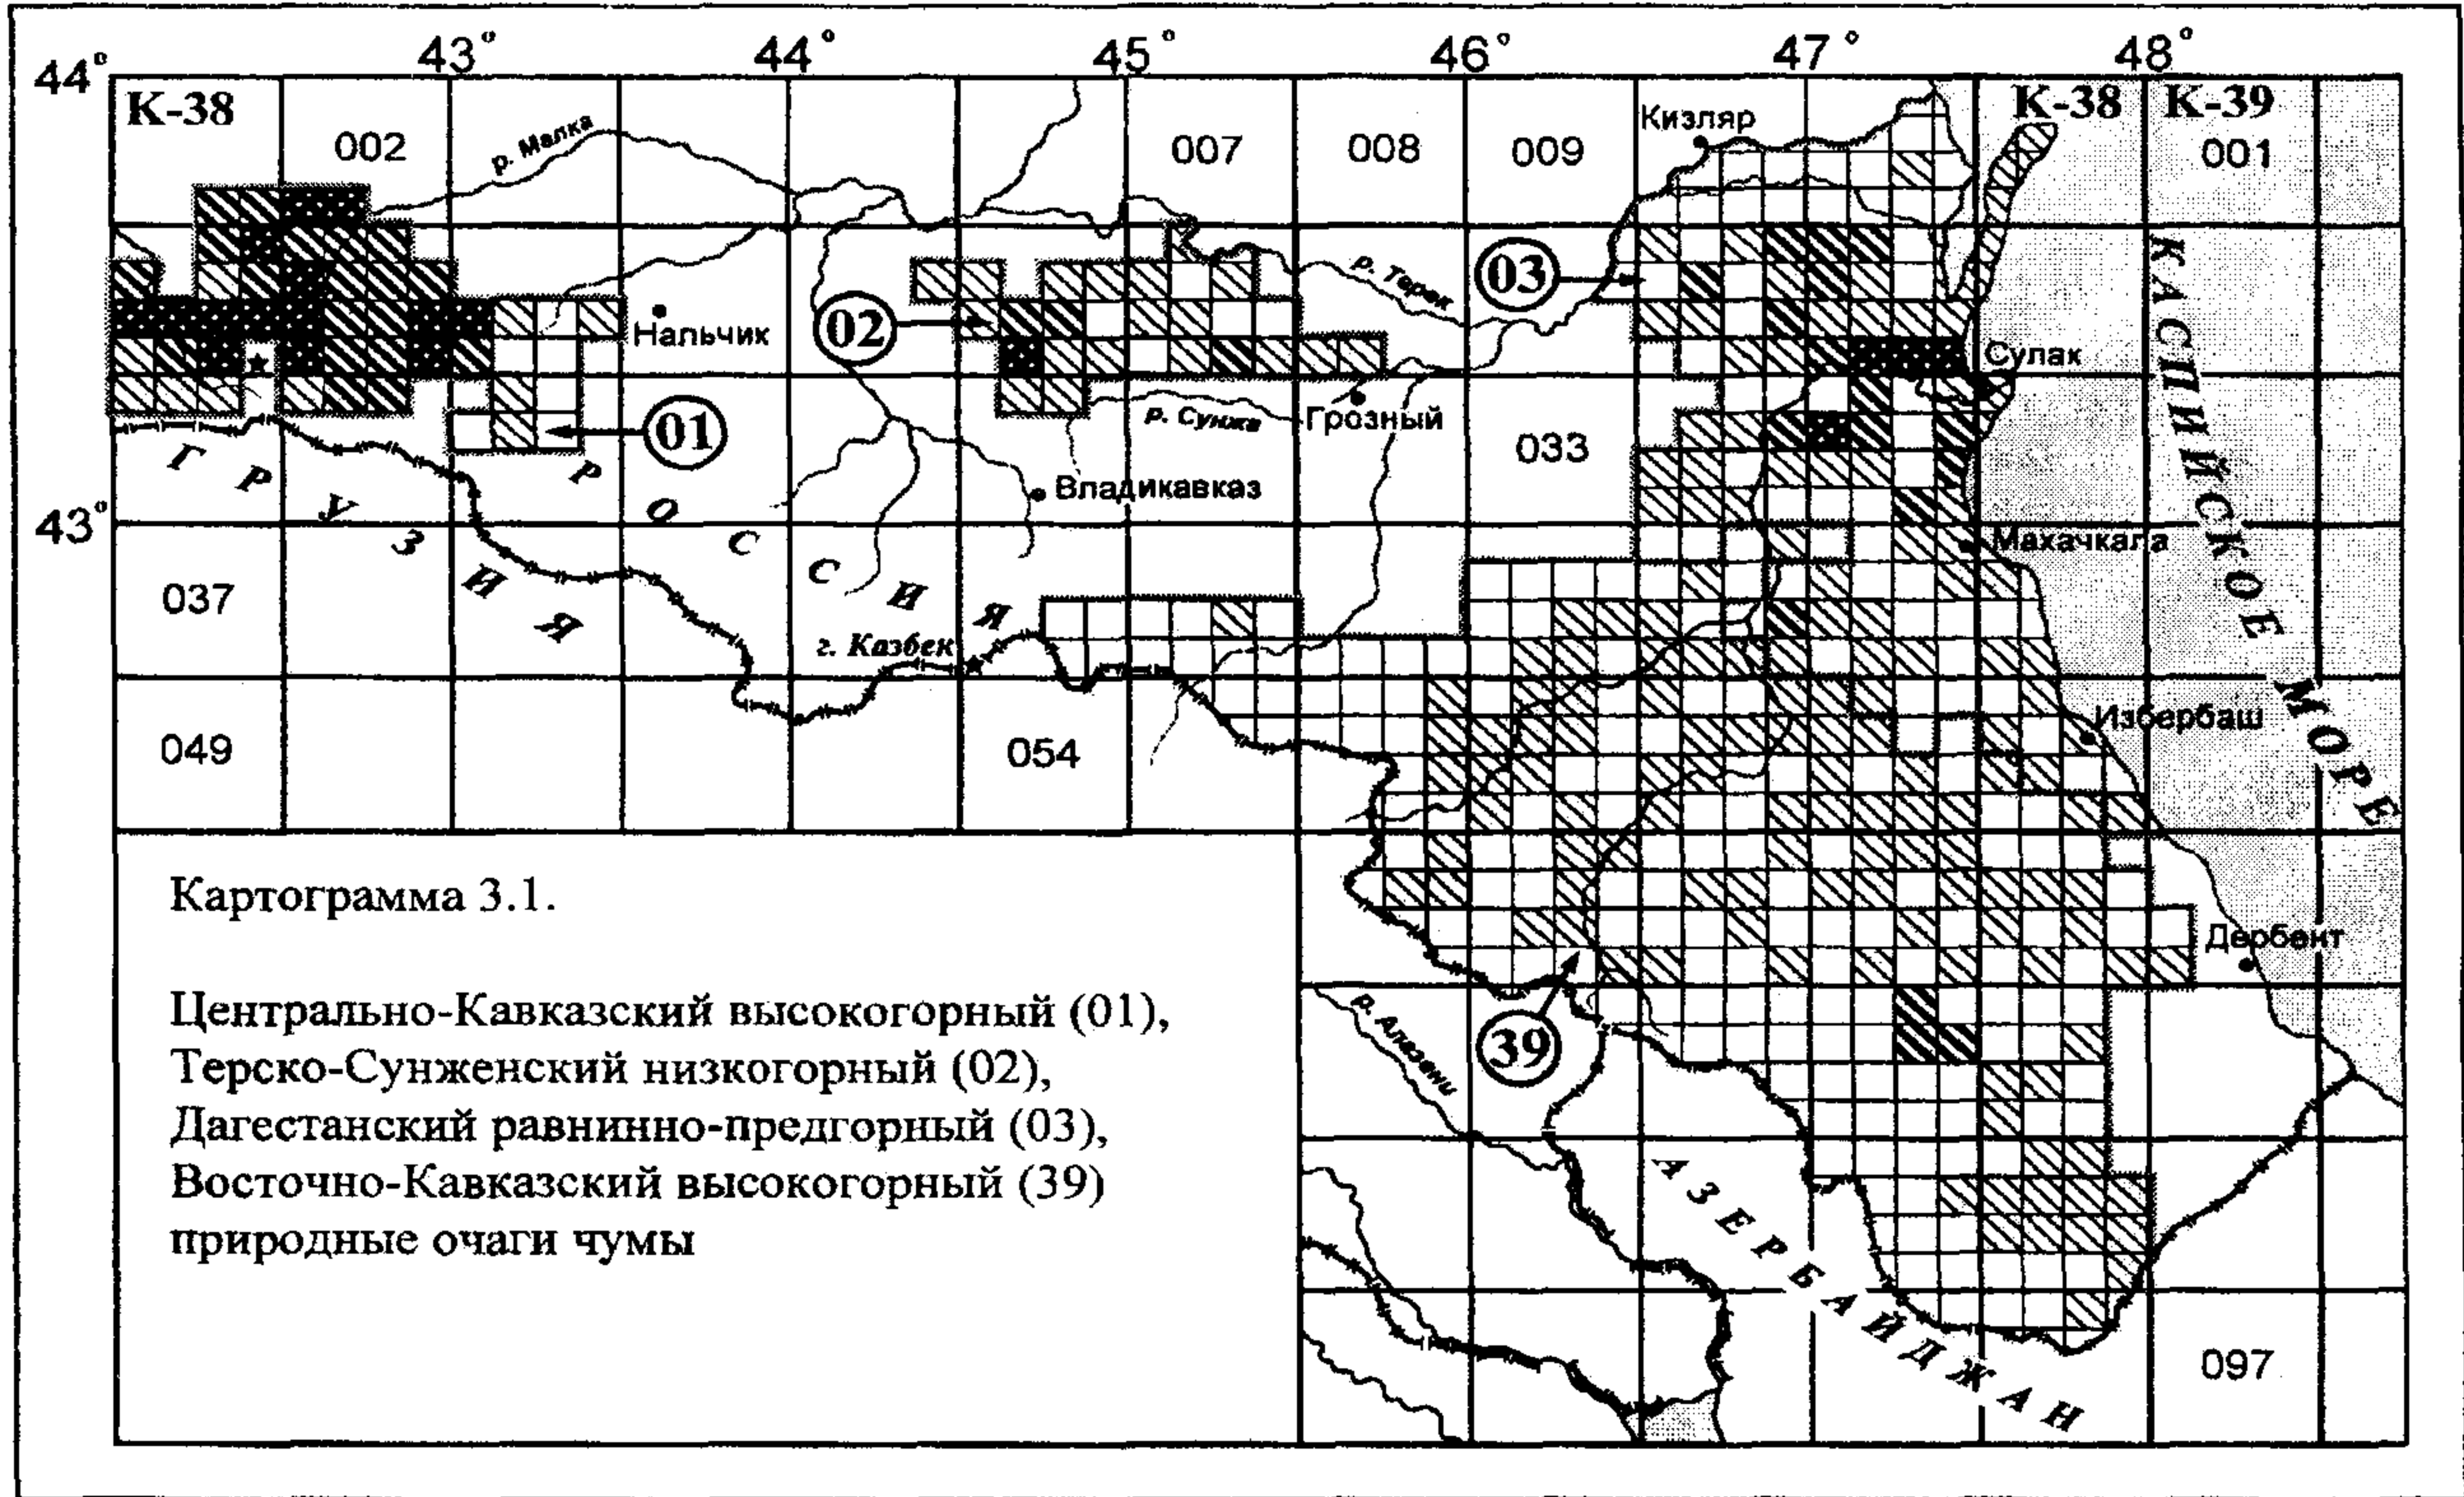 43° 44° 45° 46° 47° 48°
44°
К-38 К-38 К-39
002 007 008 009 001
р. Малка
Кизляр
03
р. Терек
02
Нальчик
Сулак
01
р. Сунжа
Грозный
033
Владикавказ
43°
Махачкала
037
г. Казбек
ГРУЗИЯ
РОССИЯ
КАСПИЙСКОЕ МОРЕ
Избербаш
049 054
Дербент
39
р. Алазани
АЗЕРБАЙДЖАН
097
Картограмма 3.1.
Центрально-Кавказский высокогорный (01),
Терско-Сунженский низкогорный (02),
Дагестанский равнинно-предгорный (03),
Восточно-Кавказский высокогорный (39)
природные очаги чумы